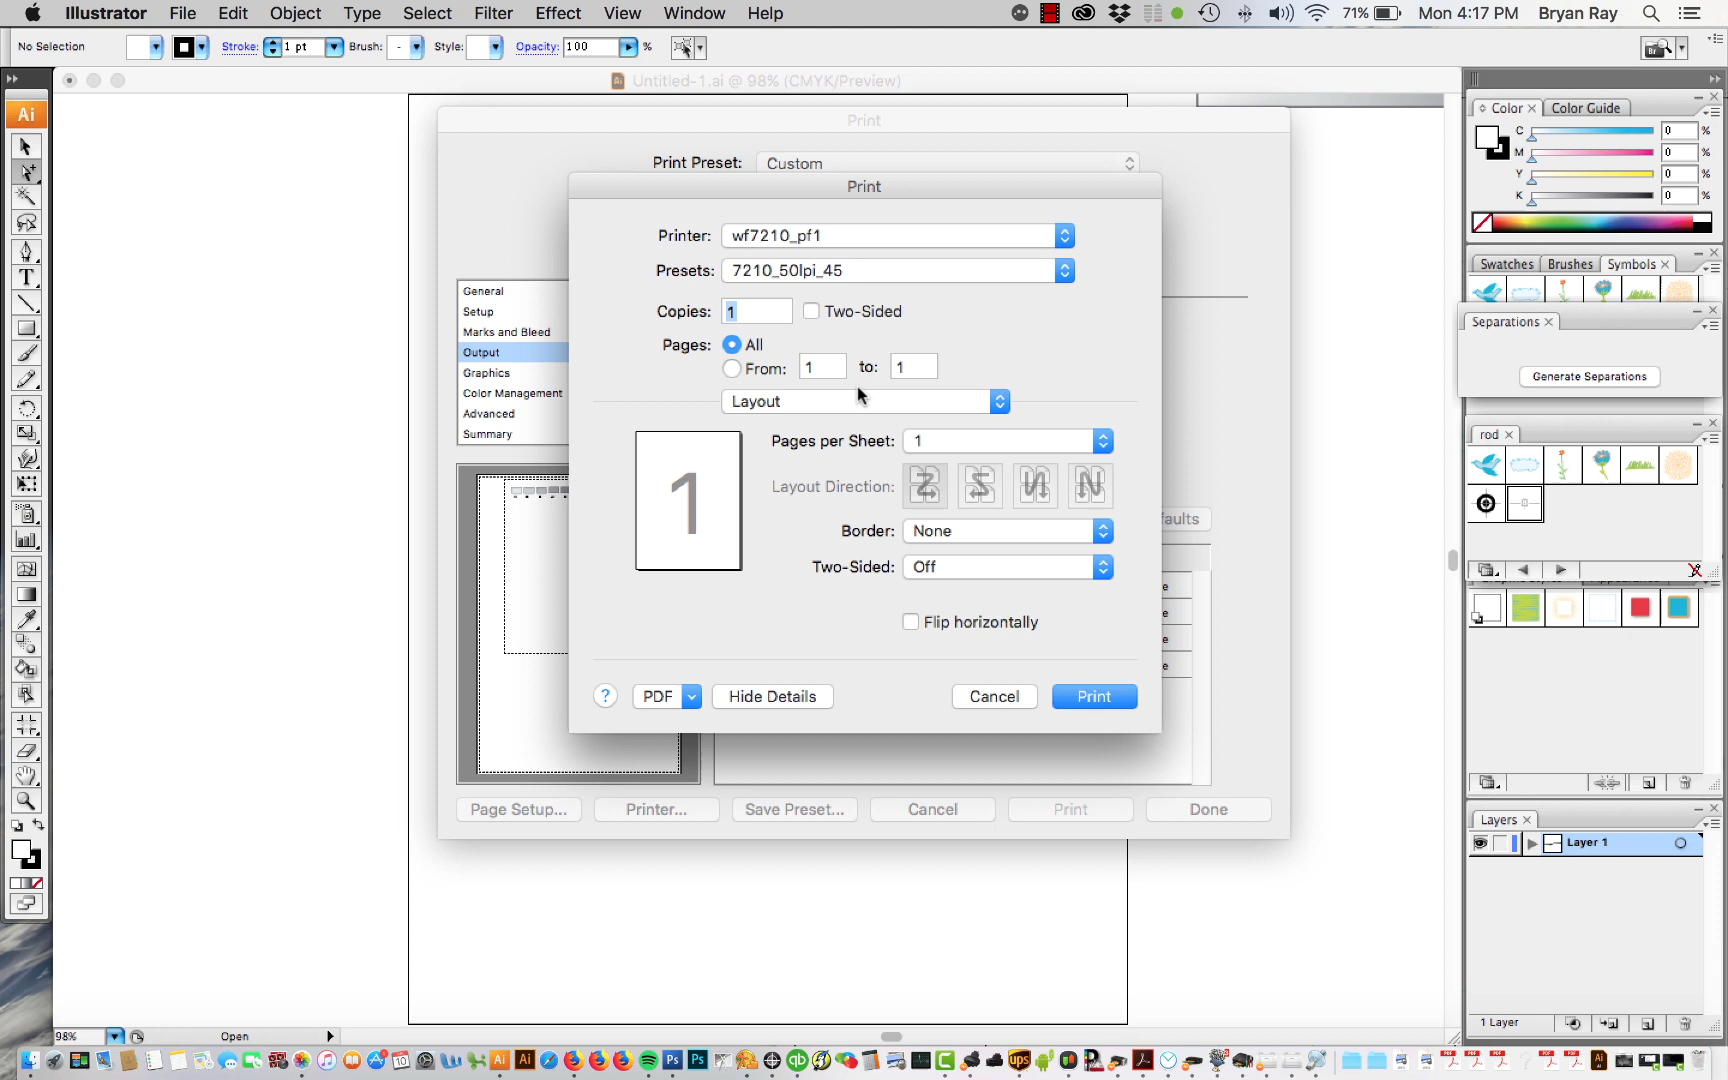 Illustrator File Edit Object Type Select Filter Effect View Window Help 71% Mon 4:17 PM Bryan Ray
No Selection Stroke: 1 pt Brush: - Style: Opacity: 100 %
Untitled-1.ai @ 98% (CMYK/Preview)
Ai
T
Print
Print Preset: Custom
Print
Printer: wf7210_pf1
Presets: 7210_50lpi_45
Copies: 1 Two-Sided
Pages: All
From: 1 to: 1
Layout
Pages per Sheet: 1
Layout Direction:
1
Border: None
Two-Sided: Off
Flip horizontally
? PDF Hide Details Cancel Print
General
Setup
Marks and Bleed
Output
Graphics
Color Management
Advanced
Summary
faults
e
e
e
e
Page Setup... Printer... Save Preset... Cancel Print Done
Color Color Guide
C 0 %
M 0 %
Y 0 %
K 0 %
Swatches Brushes Symbols
Separations
Generate Separations
rod
Layers
Layer 1
1 Layer
98% Open